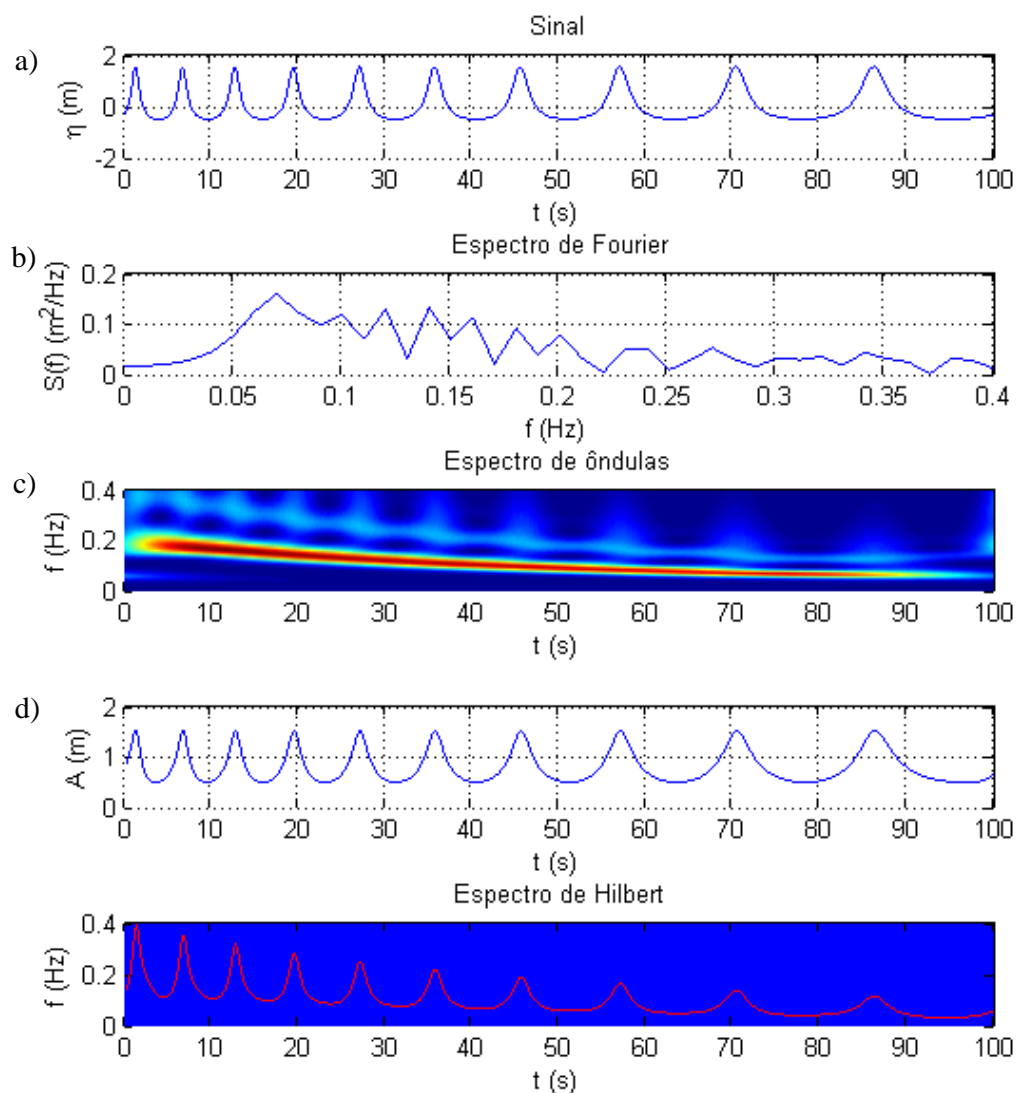 Sinal
a)
η (m)
2
0
-2
0 10 20 30 40 50 60 70 80 90 100
t (s)
Espectro de Fourier
b)
S(f) (m²/Hz)
0.2
0.1
0
0 0.05 0.1 0.15 0.2 0.25 0.3 0.35 0.4
f (Hz)
Espectro de ôndulas
c)
f (Hz)
0.4
0.2
0
0 10 20 30 40 50 60 70 80 90 100
t (s)
d)
A (m)
2
1
0
0 10 20 30 40 50 60 70 80 90 100
t (s)
Espectro de Hilbert
f (Hz)
0.4
0.2
0
0 10 20 30 40 50 60 70 80 90 100
t (s)